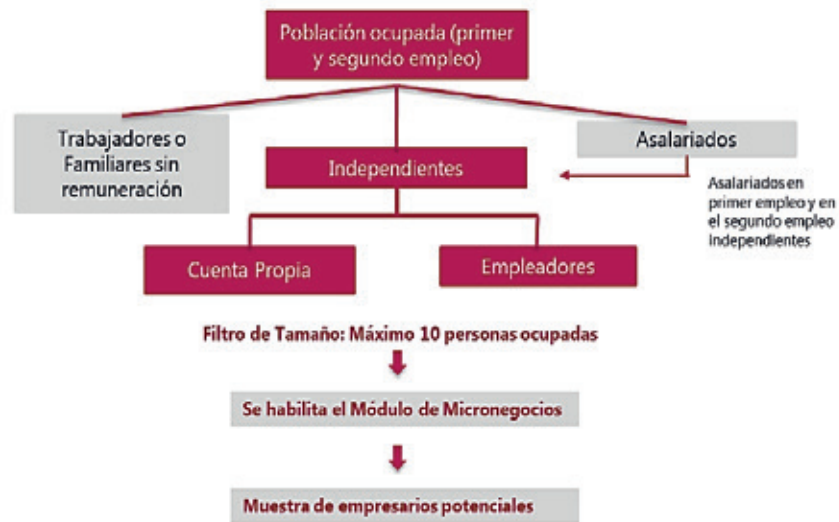 Población ocupada (primer
y segundo empleo)
Trabajadores o
Familiares sin
remuneración
Independientes
Asalariados
Asalariados en
primer empleo y en
el segundo empleo
Independientes
Cuenta Propia
Empleadores
Filtro de Tamaño: Máximo 10 personas ocupadas
Se habilita el Módulo de Micronegocios
Muestra de empresarios potenciales